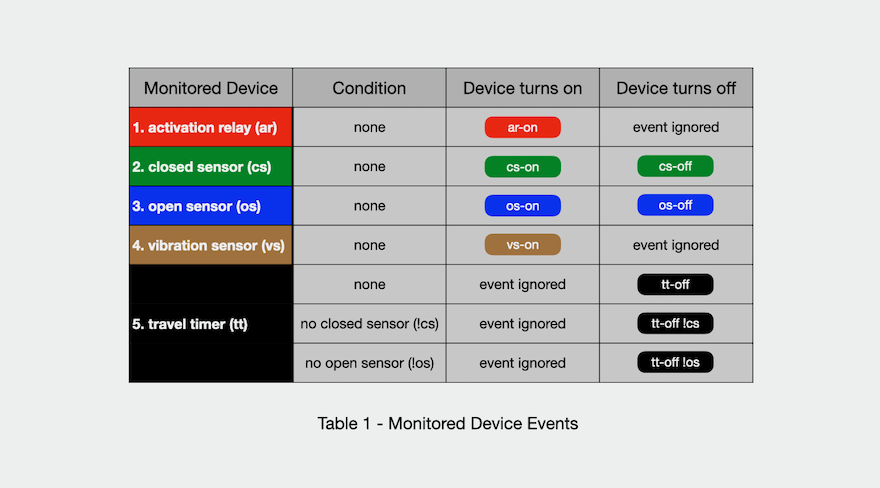 Monitored Device Condition Device turns on Device turns off
1. activation relay (ar) none ar-on event ignored
2. closed sensor (cs) none cs-on cs-off
3. open sensor (os) none os-on os-off
4. vibration sensor (vs) none vs-on event ignored
none event ignored tt-off
5. travel timer (tt) no closed sensor (!cs) event ignored tt-off !cs
no open sensor (!os) event ignored tt-off !os
Table 1 - Monitored Device Events